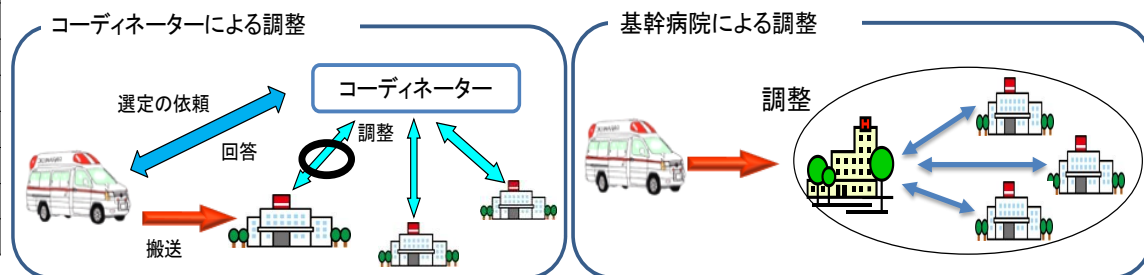 コーディネーターによる調整
コーディネーター
選定の依頼
調整
回答
搬送
基幹病院による調整
調整
H